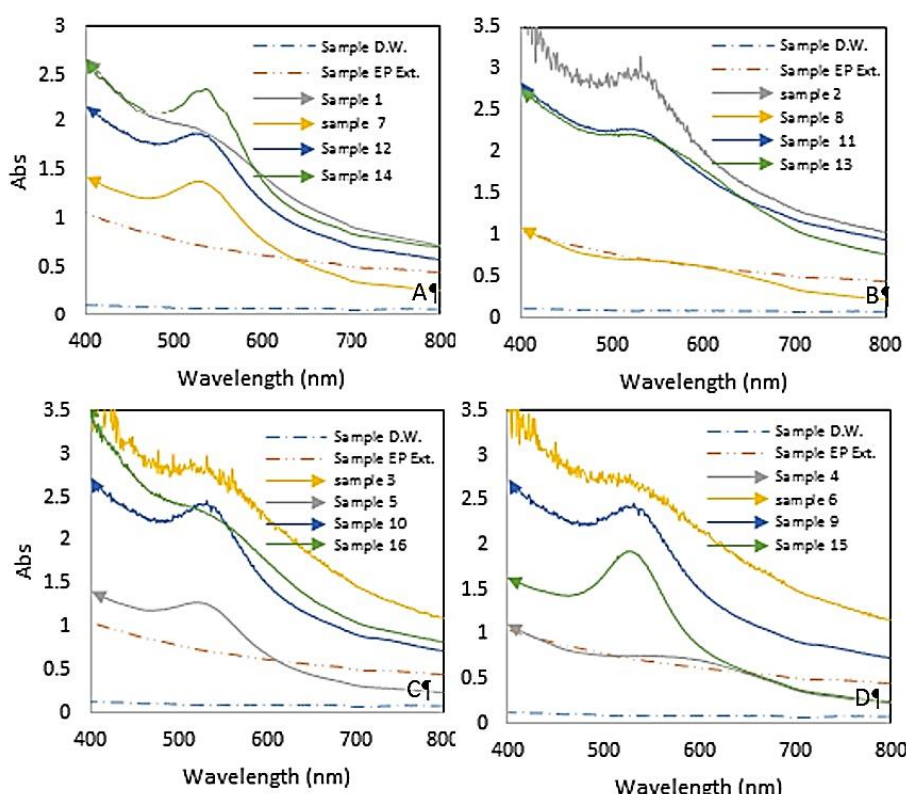 3
2.5
2
1.5
1
0.5
0
Abs
Sample D.W.
Sample EP Ext.
Sample 1
sample 7
Sample 12
Sample 14
A¶
400 500 600 700 800
Wavelength (nm)
3.5
3
2.5
2
1.5
1
0.5
0
Sample D.W.
Sample EP Ext.
sample 2
Sample 8
Sample 11
Sample 13
B¶
400 500 600 700 800
Wavelength (nm)
3.5
3
2.5
2
1.5
1
0.5
0
Abs
Sample D.W.
Sample EP Ext.
sample 3
Sample 5
Sample 10
Sample 16
C¶
400 500 600 700 800
Wavelength (nm)
3.5
3
2.5
2
1.5
1
0.5
0
Sample D.W.
Sample EP Ext.
Sample 4
sample 6
Sample 9
Sample 15
D¶
400 500 600 700 800
Wavelength (nm)